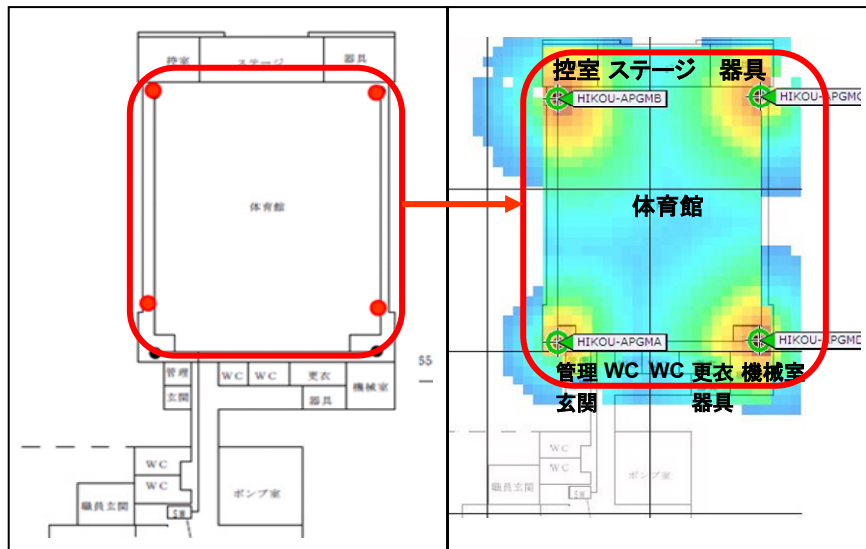 控室 ステージ 器具
体育館
管理 WC WC 更衣 機械室
玄関 器具
WC
WC
職員玄関 ポンプ室
SW
55
控室 ステージ 器具
HIKOU-APGMB HIKOU-APGMC
体育館
HIKOU-APGMA HIKOU-APGMD
管理 WC WC 更衣 機械室
玄関 器具
WC
WC
職員玄関 ポンプ室
SW